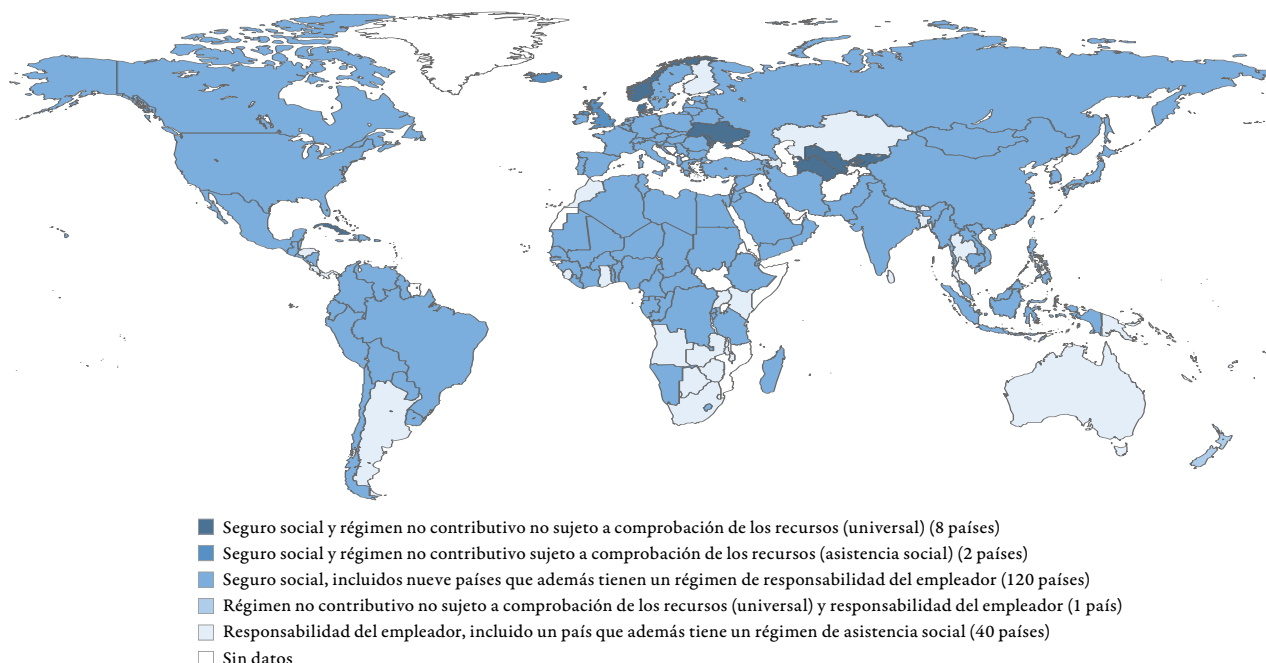 Seguro social y régimen no contributivo no sujeto a comprobación de los recursos (universal) (8 países)
Seguro social y régimen no contributivo sujeto a comprobación de los recursos (asistencia social) (2 países)
Seguro social, incluidos nueve países que además tienen un régimen de responsabilidad del empleador (120 países)
Régimen no contributivo no sujeto a comprobación de los recursos (universal) y responsabilidad del empleador (1 país)
Responsabilidad del empleador, incluido un país que además tiene un régimen de asistencia social (40 países)
Sin datos